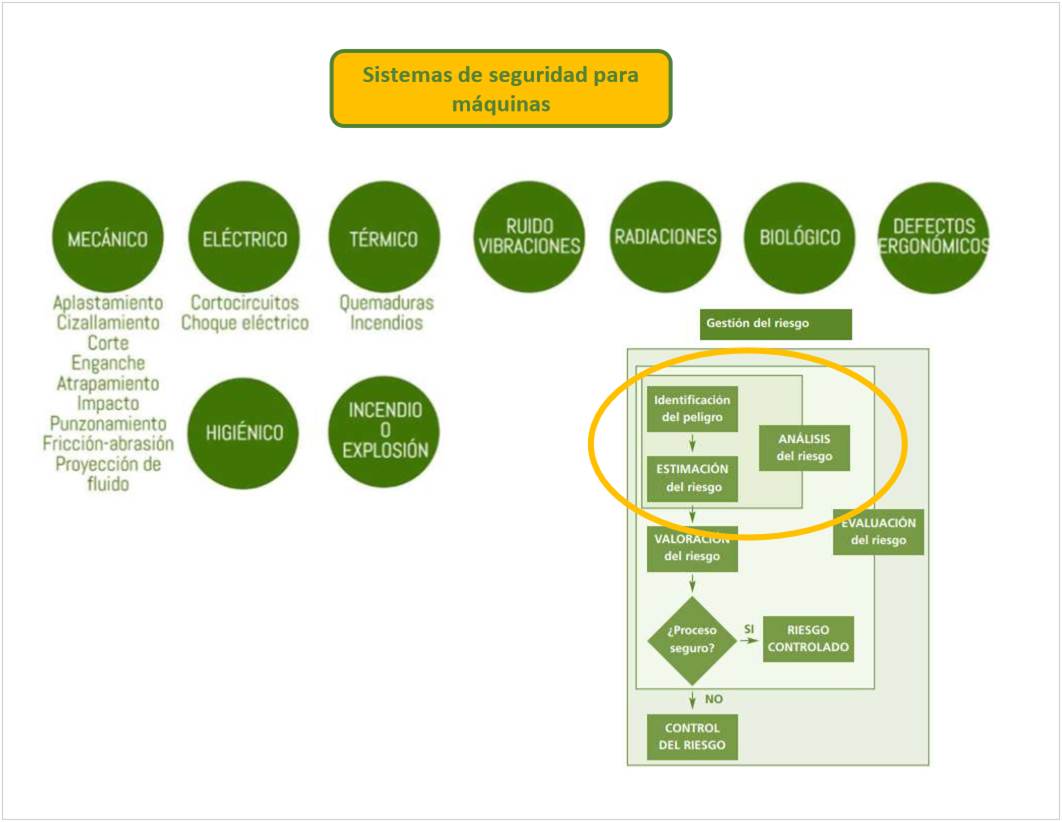 Sistemas de seguridad para
máquinas
MECÁNICO
Aplastamiento
Cizallamiento
Corte
Enganche
Atrapamiento
Impacto
Punzonamiento
Fricción-abrasión
Proyección de
fluido
ELÉCTRICO
Cortocircuitos
Choque eléctrico
TÉRMICO
Quemaduras
Incendios
RUIDO
VIBRACIONES
RADIACIONES
BIOLÓGICO
DEFECTOS
ERGONÓMICOS
HIGIÉNICO
INCENDIO
O
EXPLOSIÓN
Gestión del riesgo
Identificación
del peligro
ESTIMACIÓN
del riesgo
ANÁLISIS
del riesgo
VALORACIÓN
del riesgo
EVALUACIÓN
del riesgo
¿Proceso
seguro?
SI
RIESGO
CONTROLADO
NO
CONTROL
DEL RIESGO